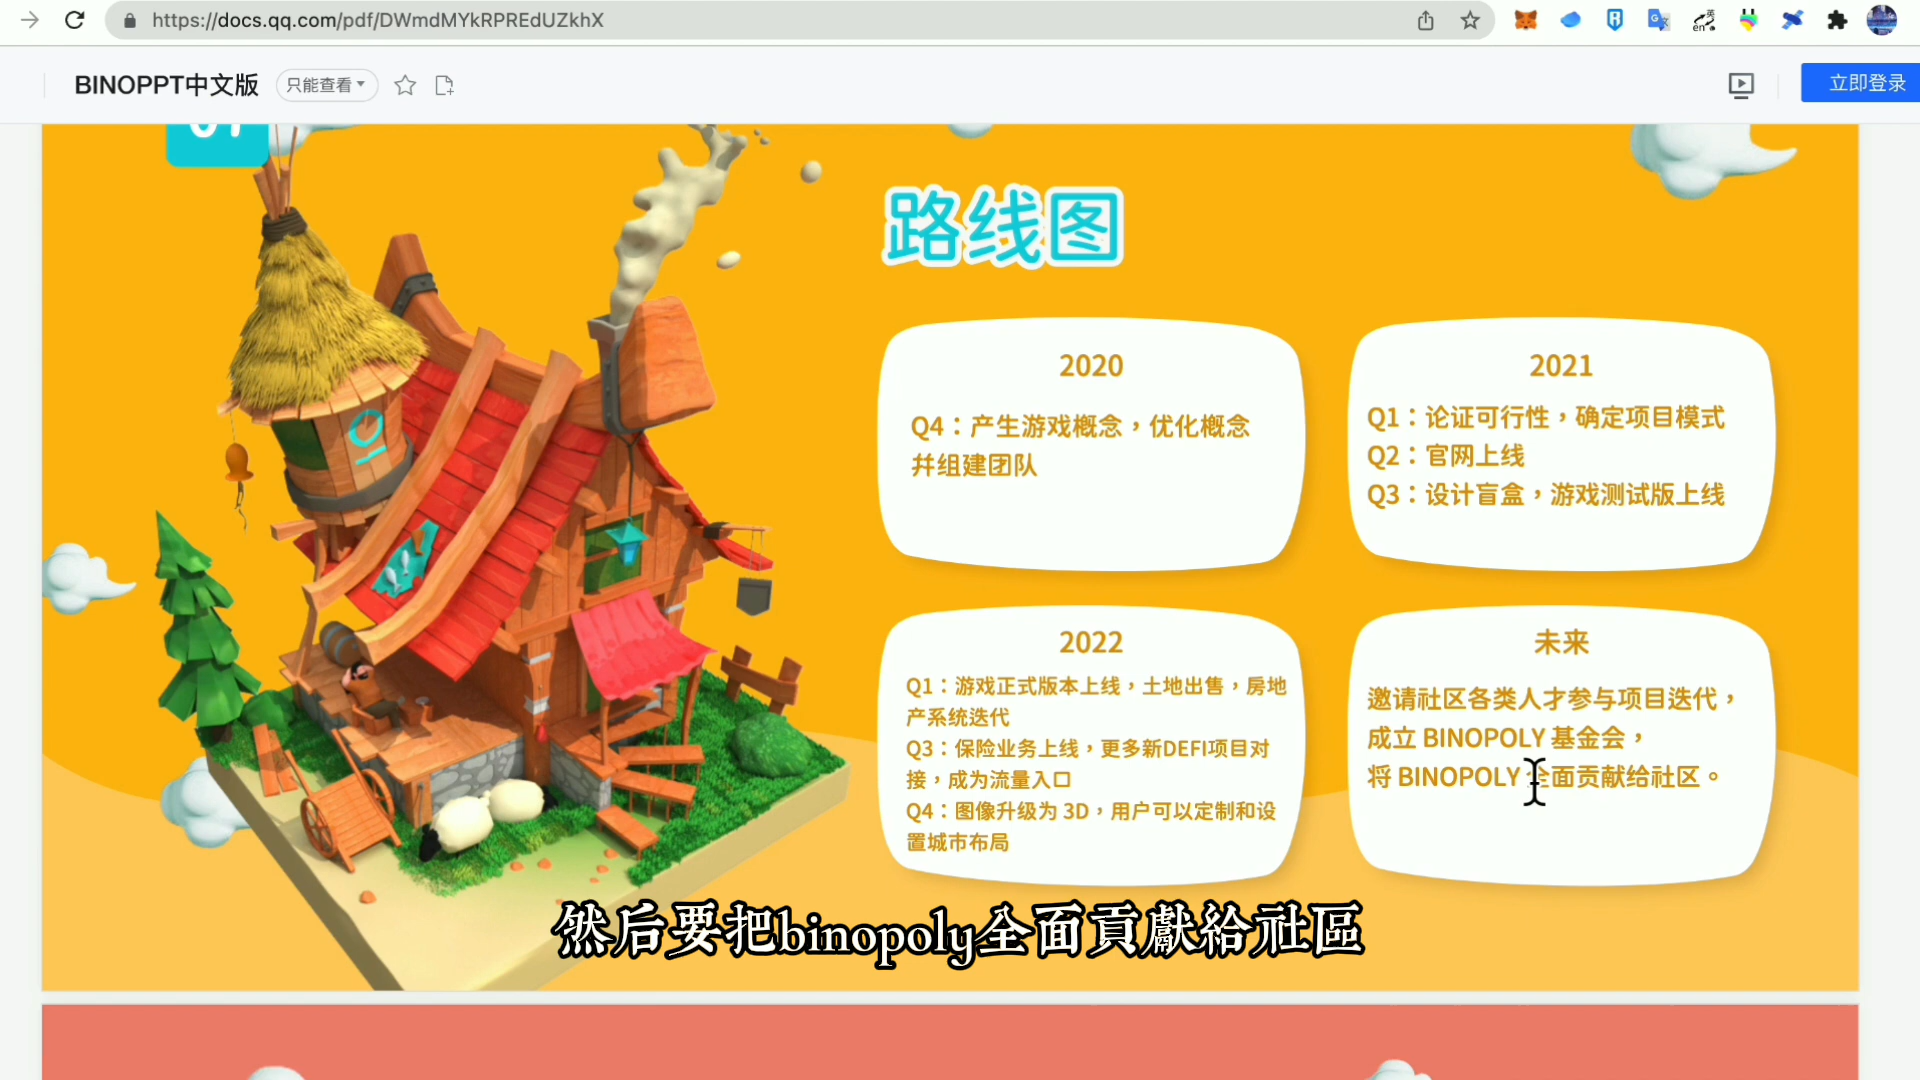 https://docs.qq.com/pdf/DWmdMYkRPREdUZkhX
BINOPPT中文版
只能查看
立即登录
路线图
2020
Q4：产生游戏概念，优化概念
并组建团队
2021
Q1：论证可行性，确定项目模式
Q2：官网上线
Q3：设计盲盒，游戏测试版上线
2022
Q1：游戏正式版本上线，土地出售，房地
产系统迭代
Q3：保险业务上线，更多新DEFI项目对
接，成为流量入口
Q4：图像升级为 3D，用户可以定制和设
置城市布局
未来
邀请社区各类人才参与项目迭代，
成立 BINOPOLY 基金会，
将 BINOPOLY 全面贡献给社区。
然后要把binopoly全面貢獻給社區